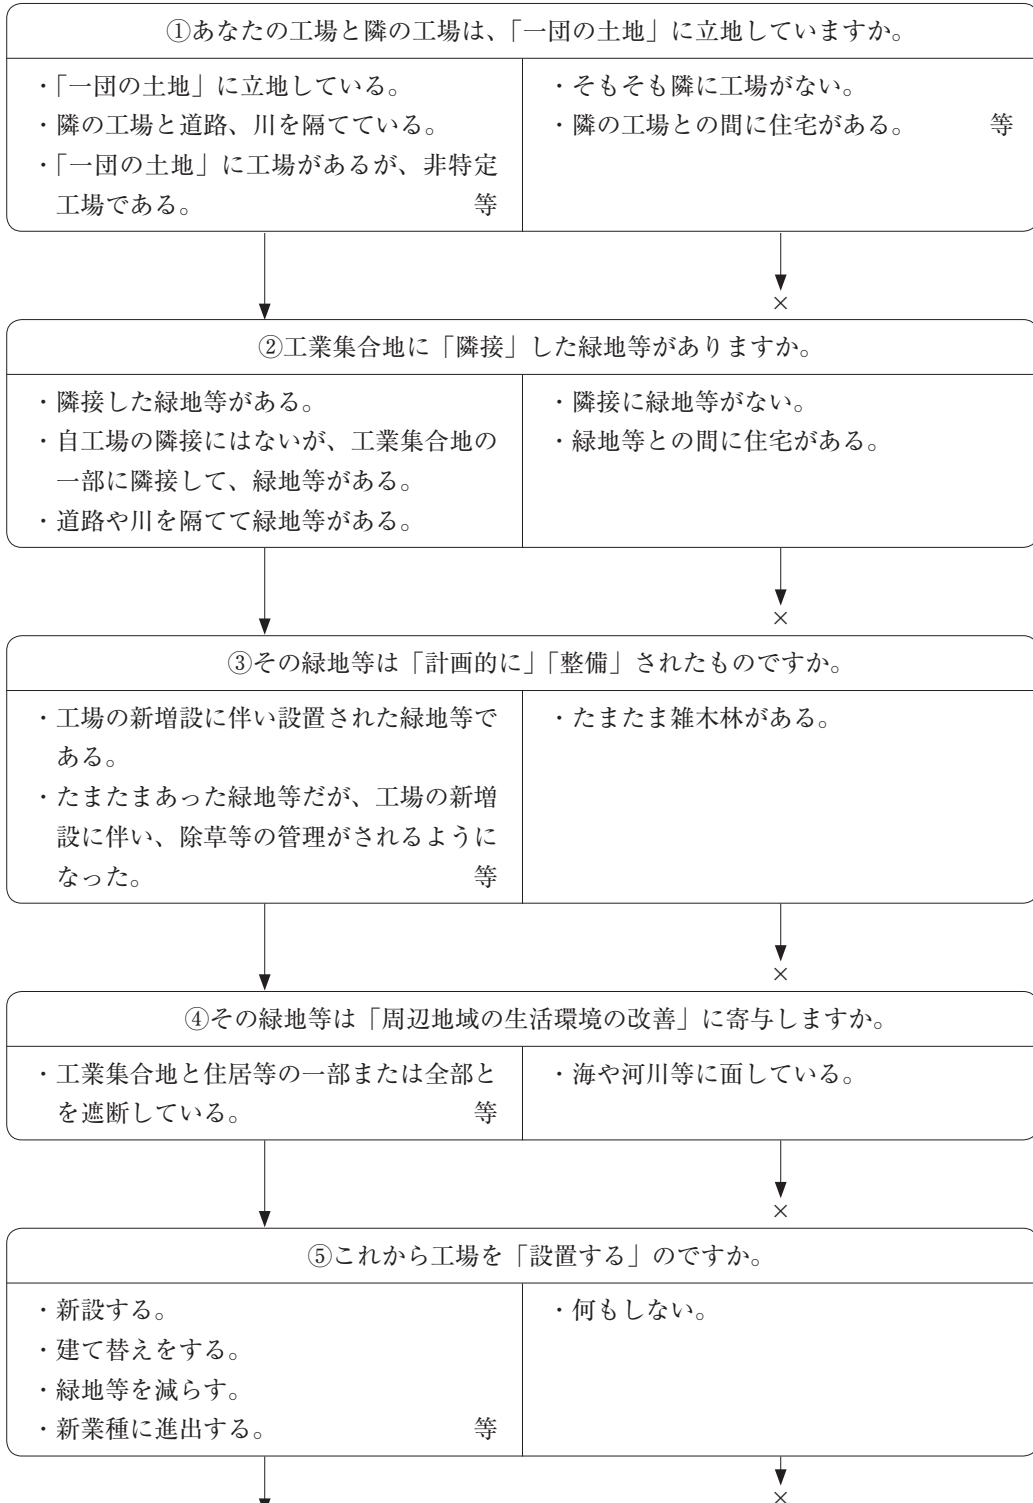 ①あなたの工場と隣の工場は、「一団の土地」に立地していますか。
・「一団の土地」に立地している。
・隣の工場と道路、川を隔てている。
・「一団の土地」に工場があるが、非特定
工場である。 等
・そもそも隣に工場がない。
・隣の工場との間に住宅がある。 等
×
②工業集合地に「隣接」した緑地等がありますか。
・隣接した緑地等がある。
・自工場の隣接にはないが、工業集合地の
一部に隣接して、緑地等がある。
・道路や川を隔てて緑地等がある。
・隣接に緑地等がない。
・緑地等との間に住宅がある。
×
③その緑地等は「計画的に」「整備」されたものですか。
・工場の新増設に伴い設置された緑地等で
ある。
・たまたまあった緑地等だが、工場の新増
設に伴い、除草等の管理がされるように
なった。 等
・たまたま雑木林がある。
×
④その緑地等は「周辺地域の生活環境の改善」に寄与しますか。
・工業集合地と住居等の一部または全部と
を遮断している。 等
・海や河川等に面している。
×
⑤これから工場を「設置する」のですか。
・新設する。
・建て替えをする。
・緑地等を減らす。
・新業種に進出する。 等
・何もしない。
×